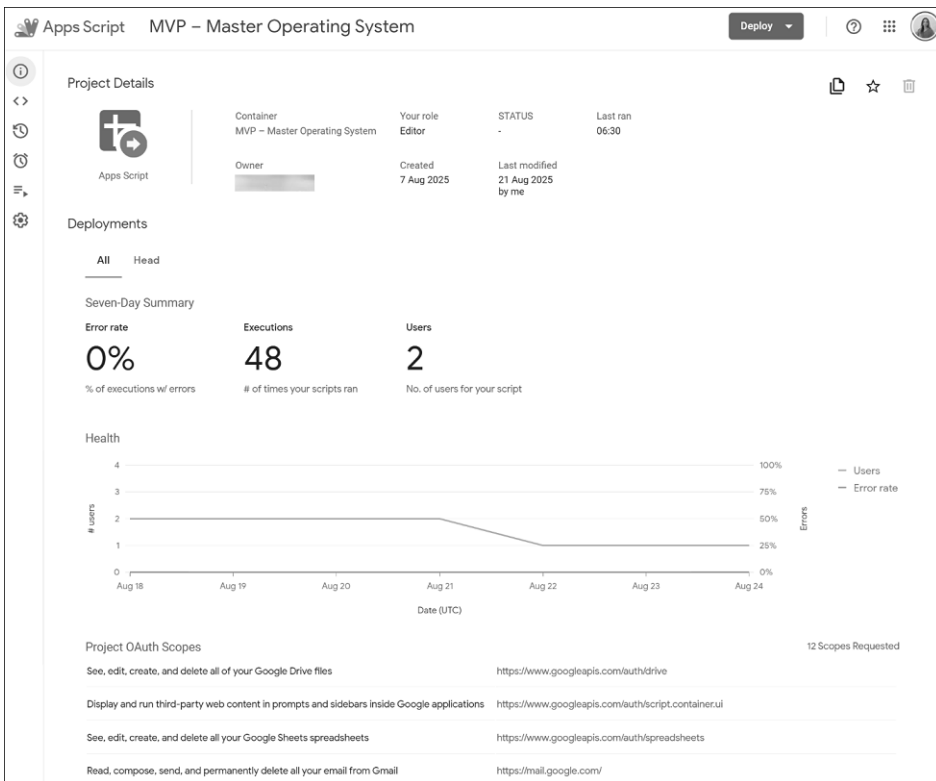 Apps Script MVP – Master Operating System Deploy
Project Details
Container Your role STATUS Last ran
MVP – Master Operating System Editor - 06:30
Owner Created Last modified
7 Aug 2025 21 Aug 2025
by me
Apps Script
Deployments
All Head
Seven-Day Summary
Error rate Executions Users
0% 48 2
% of executions w/ errors # of times your scripts ran No. of users for your script
Health
4 100%
3 75%
2 50%
1 25%
0 0%
# users
Errors
Users
Error rate
Aug 18 Aug 19 Aug 20 Aug 21 Aug 22 Aug 23 Aug 24
Date (UTC)
Project OAuth Scopes 12 Scopes Requested
See, edit, create, and delete all of your Google Drive files https://www.googleapis.com/auth/drive
Display and run third-party web content in prompts and sidebars inside Google applications https://www.googleapis.com/auth/script.container.ui
See, edit, create, and delete all your Google Sheets spreadsheets https://www.googleapis.com/auth/spreadsheets
Read, compose, send, and permanently delete all your email from Gmail https://mail.google.com/